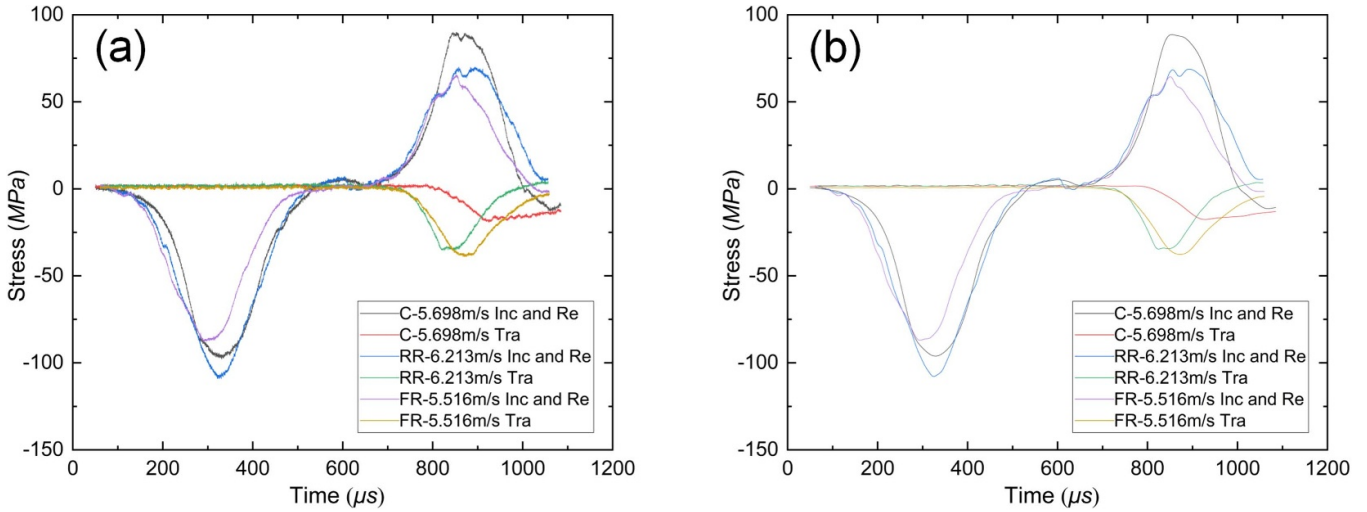 (a)
Stress (MPa)
100
50
0
-50
-100
-150
0 200 400 600 800 1000 1200
Time (μs)
C-5.698m/s Inc and Re
C-5.698m/s Tra
RR-6.213m/s Inc and Re
RR-6.213m/s Tra
FR-5.516m/s Inc and Re
FR-5.516m/s Tra
(b)
Stress (MPa)
100
50
0
-50
-100
-150
0 200 400 600 800 1000 1200
Time (μs)
C-5.698m/s Inc and Re
C-5.698m/s Tra
RR-6.213m/s Inc and Re
RR-6.213m/s Tra
FR-5.516m/s Inc and Re
FR-5.516m/s Tra